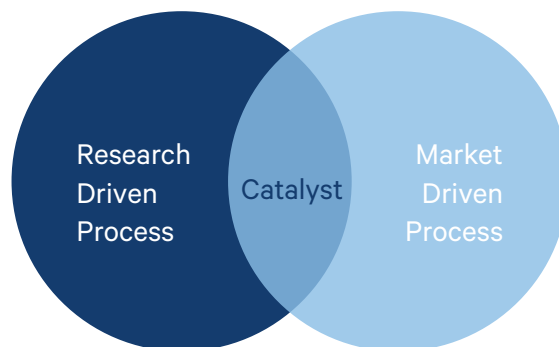 Research
Driven
Process
Catalyst
Market
Driven
Process